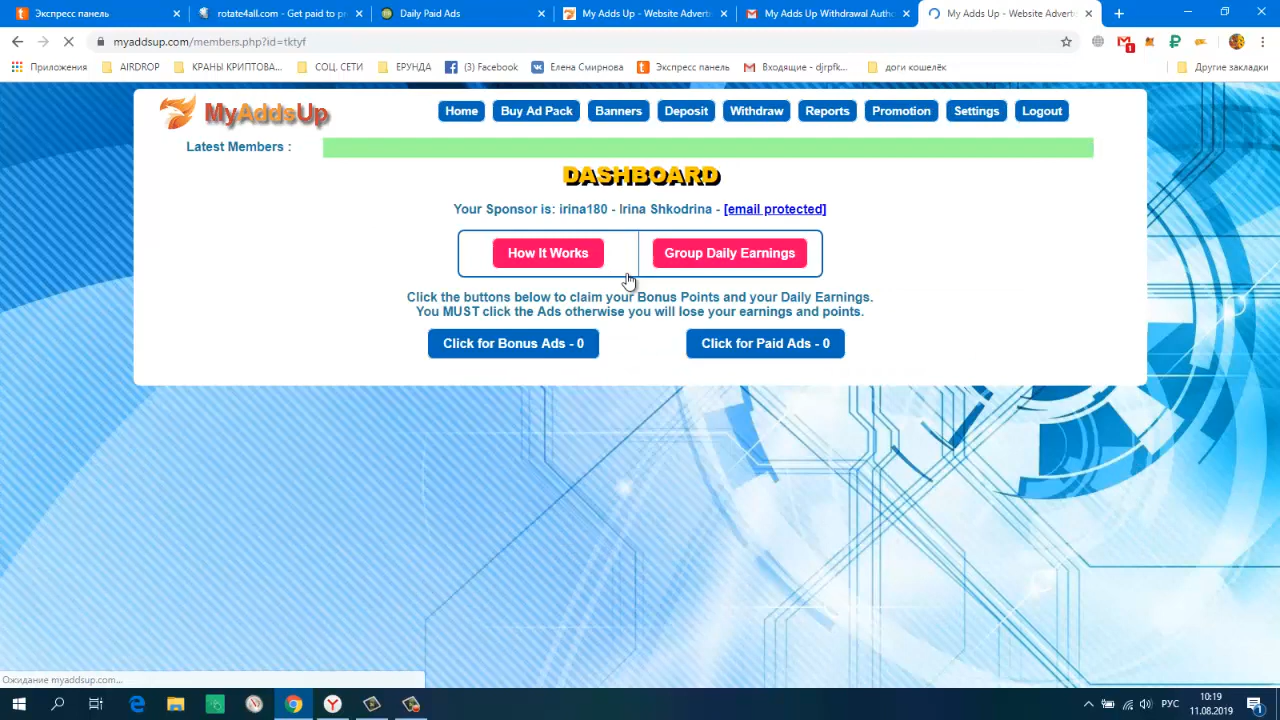 Экспресс панель
rotate4all.com - Get paid to p
Daily Paid Ads
My Adds Up - Website Advert
My Adds Up Withdrawal Auth
My Adds Up - Website Advert
myaddsup.com/members.php?id=tktyf
1
Приложения
AIRDROP
КРАНЫ КРИПТОВА...
СОЦ. СЕТИ
ЕРУНДА
(3) Facebook
Елена Смирнова
Экспресс панель
Входящие - djrpfk...
доги кошелёк
Другие закладки
MyAddsUp
Home
Buy Ad Pack
Banners
Deposit
Withdraw
Reports
Promotion
Settings
Logout
Latest Members :
DASHBOARD
Your Sponsor is: irina180 - Irina Shkodrina - [email protected]
How It Works
Group Daily Earnings
Click the buttons below to claim your Bonus Points and your Daily Earnings.
You MUST click the Ads otherwise you will lose your earnings and points.
Click for Bonus Ads - 0
Click for Paid Ads - 0
Ожидание myaddsup.com...
РУС
10:19
11.08.2019
1